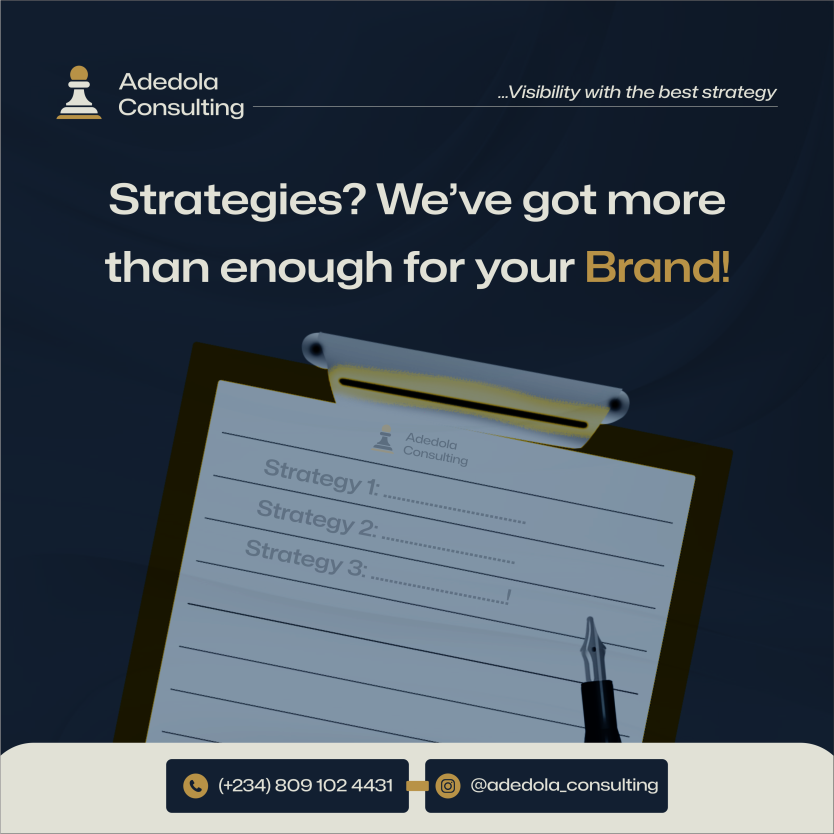 Adedola
Consulting
...Visibility with the best strategy
Strategies? We’ve got more
than enough for your Brand!
Adedola
Consulting
Strategy 1: ..............................
Strategy 2: ............................
Strategy 3: .............................!
(+234) 809 102 4431
@adedola_consulting